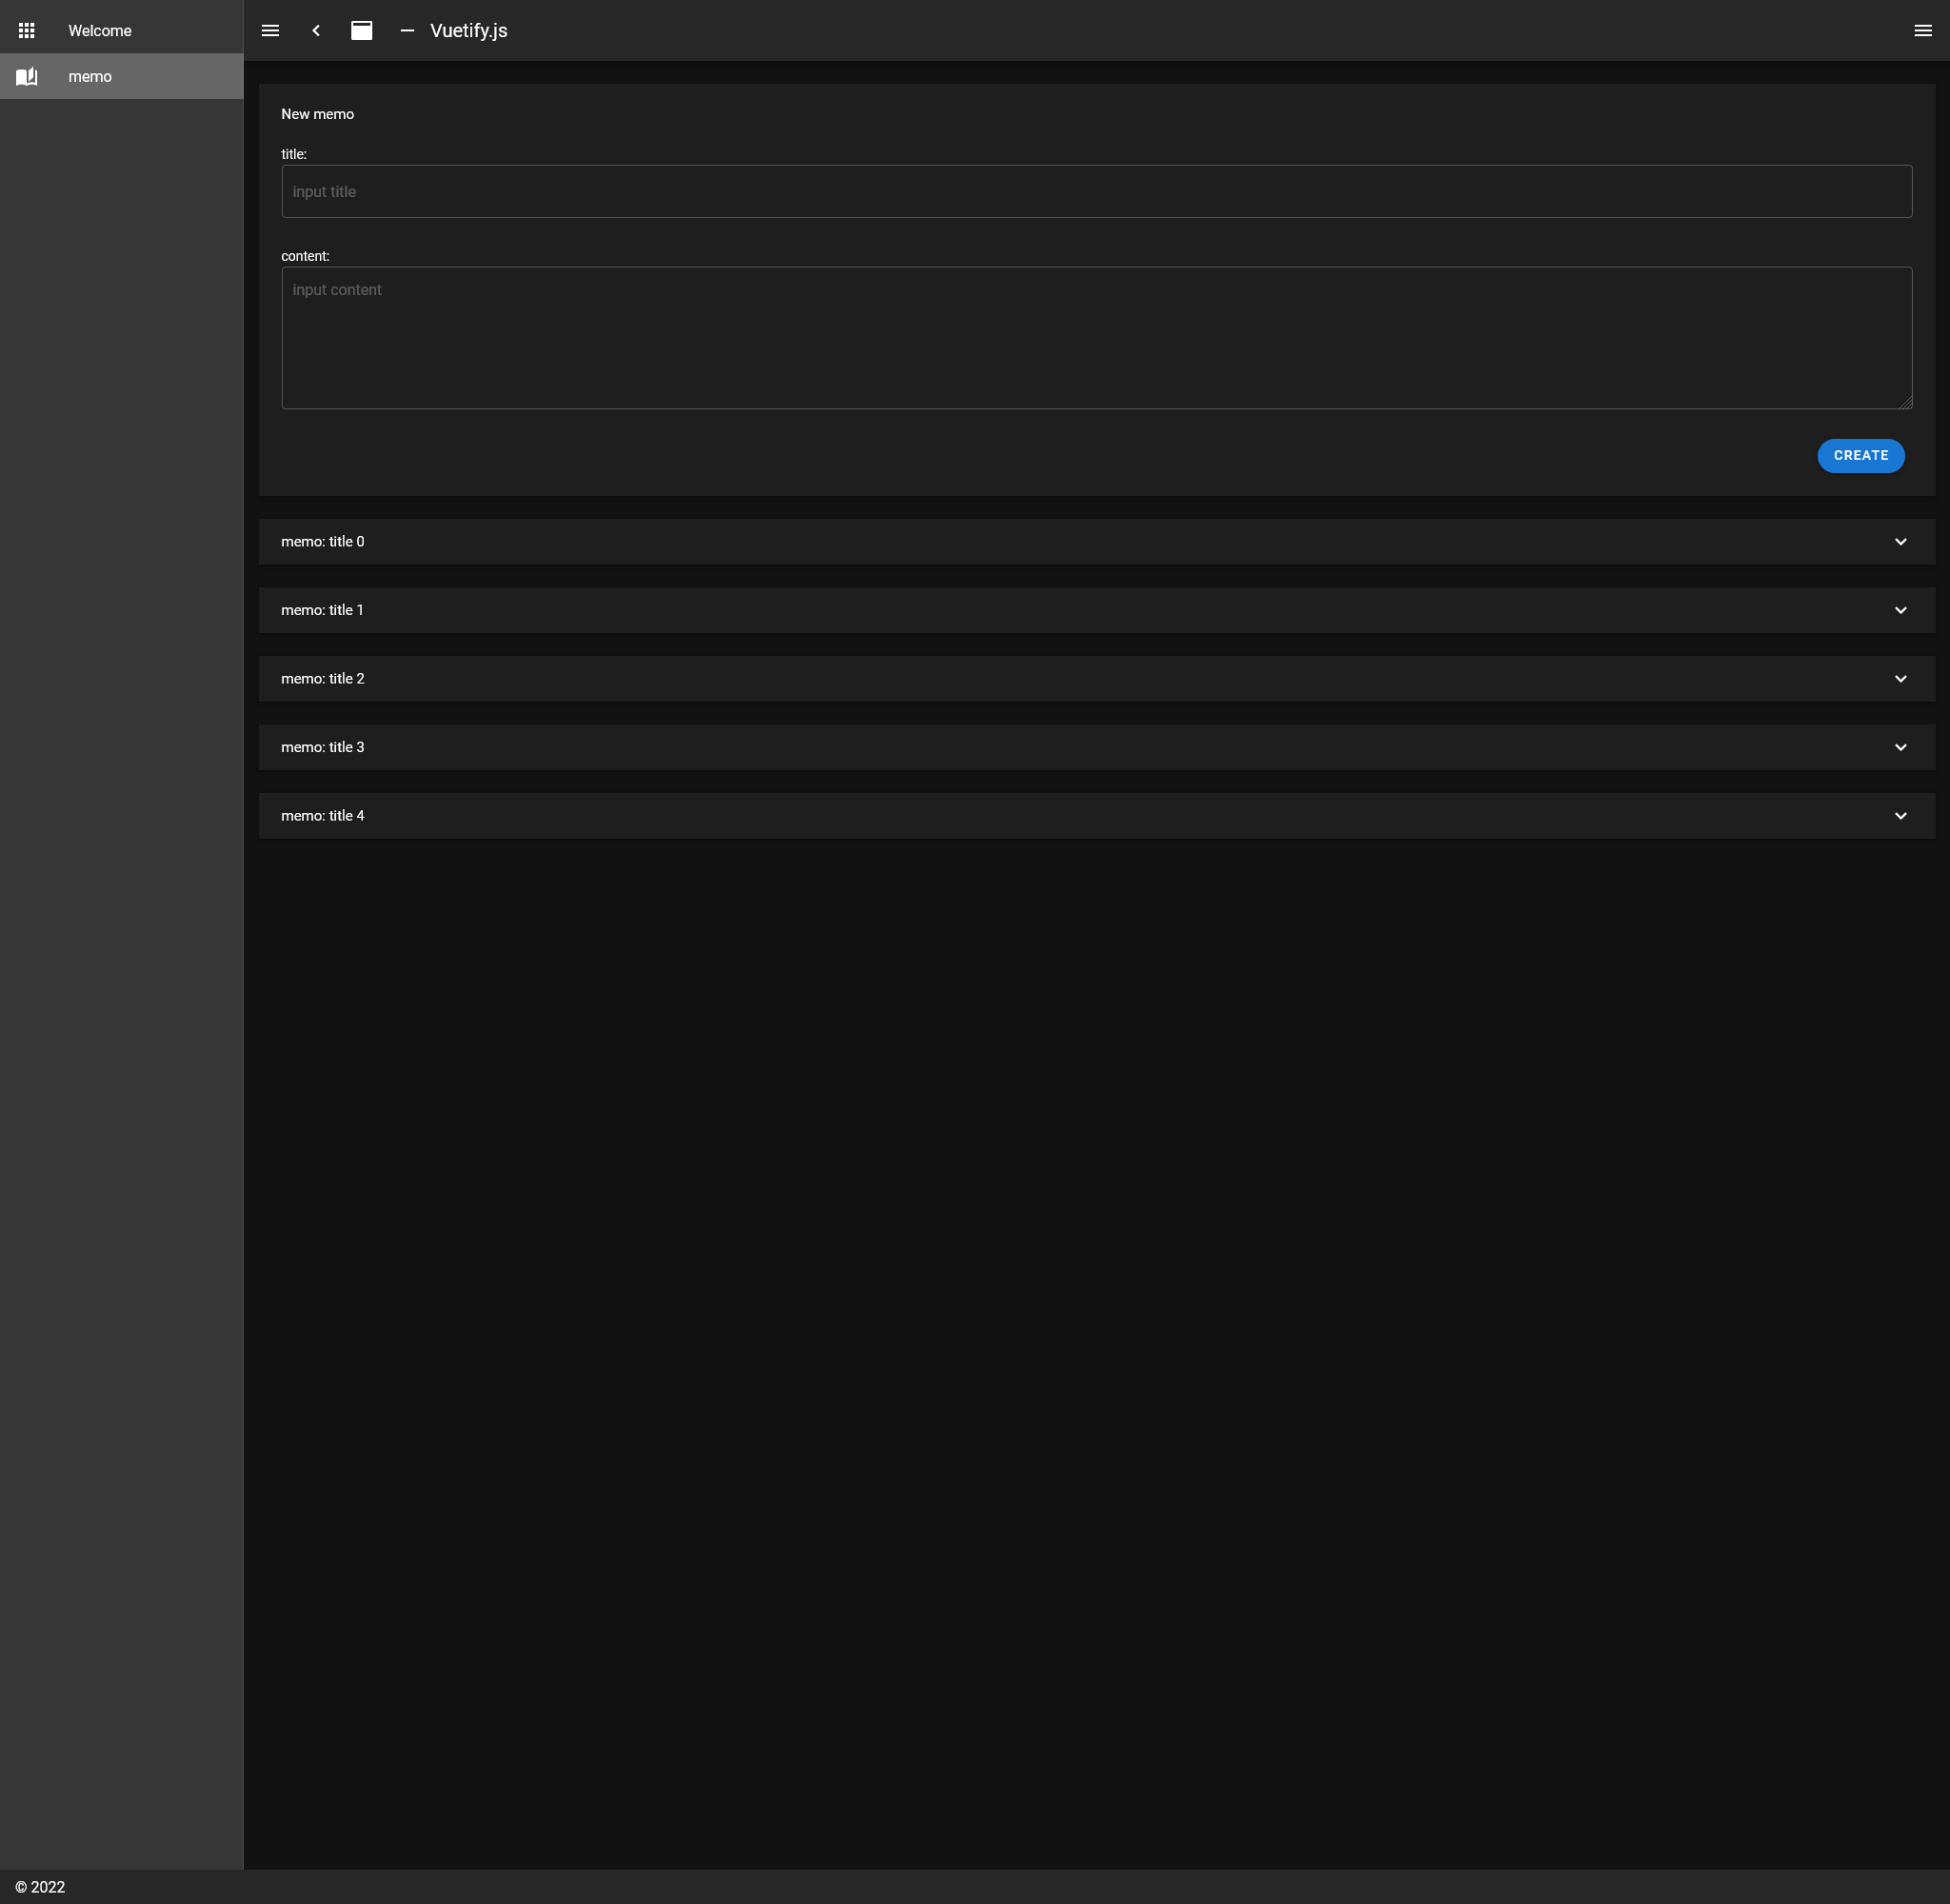 Welcome
memo
Vuetify.js
New memo
title:
input title
content:
input content
CREATE
memo: title 0
memo: title 1
memo: title 2
memo: title 3
memo: title 4
© 2022